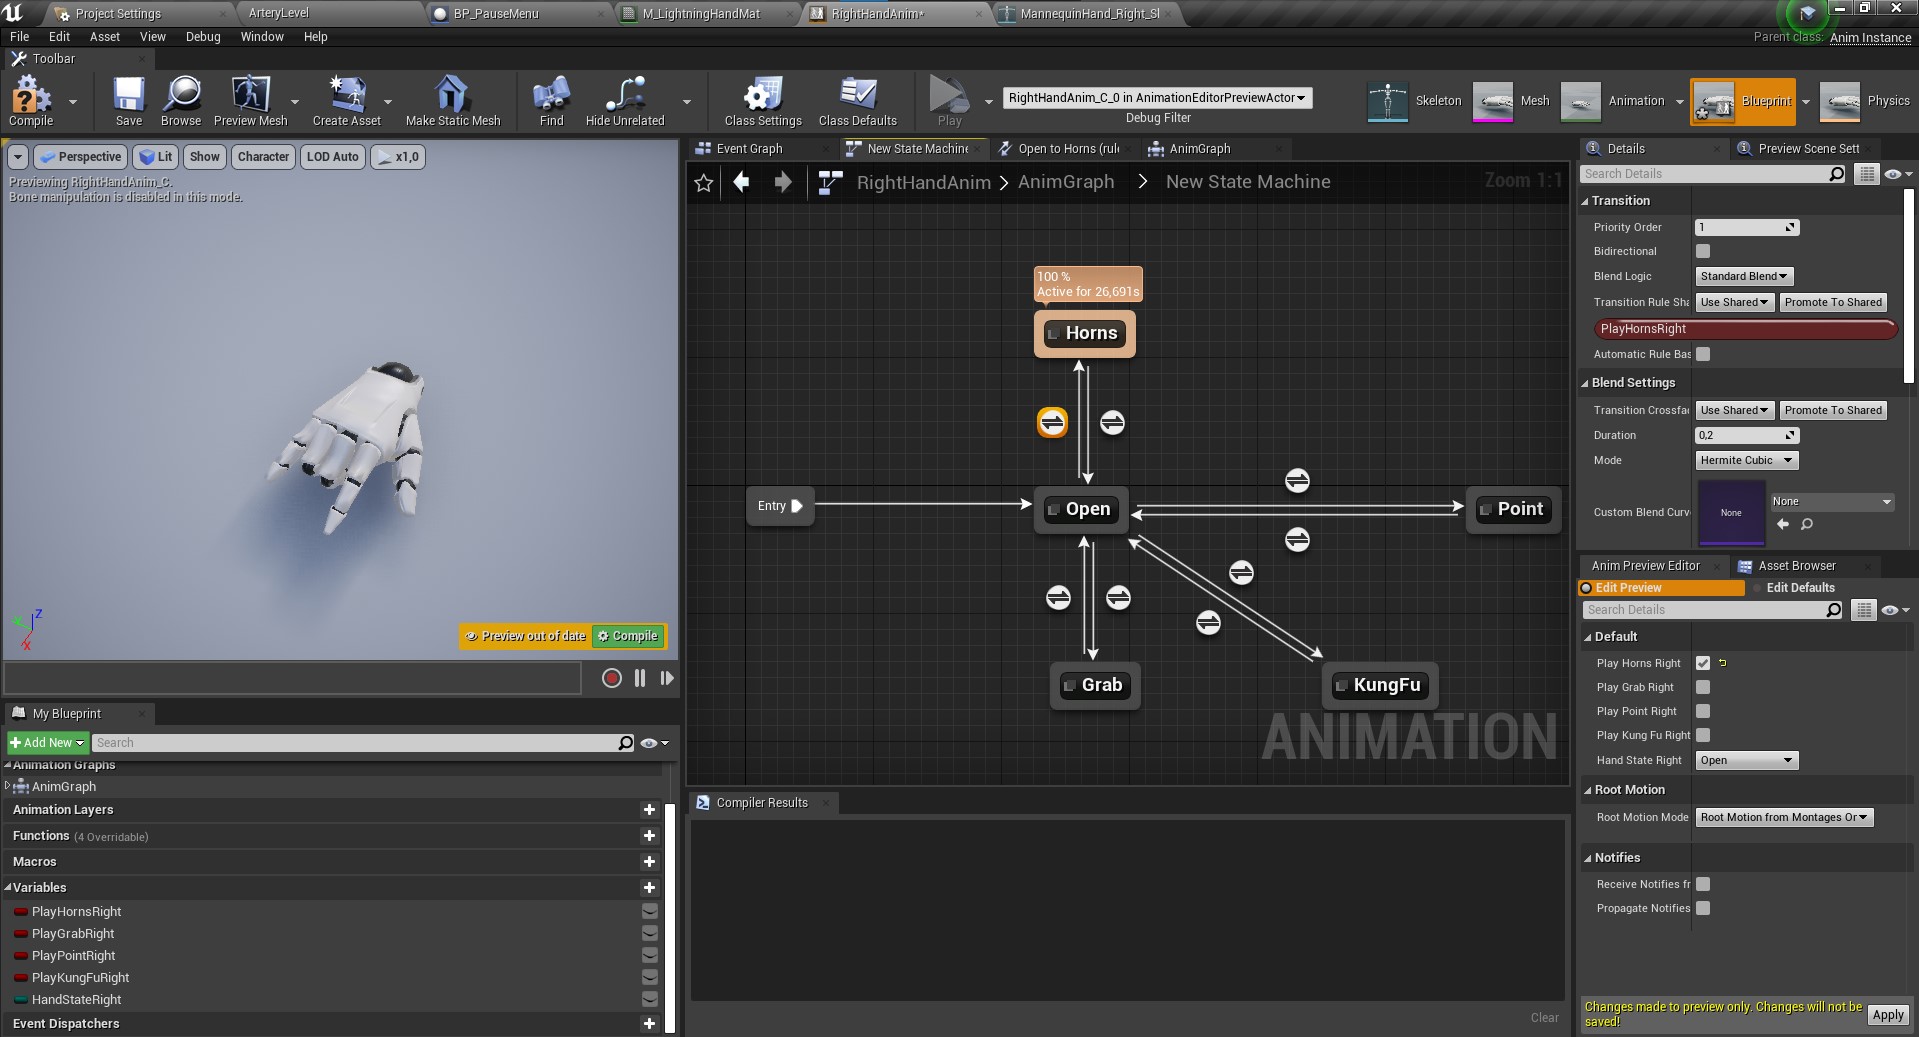 Project Settings
ArteryLevel
BP_PauseMenu
M_LightningHandMat
RightHandAnim*
MannequinHand_Right_Sl
File Edit Asset View Debug Window Help
Parent class: Anim Instance
Toolbar
Compile
Save
Browse
Preview Mesh
Create Asset
Make Static Mesh
Find
Hide Unrelated
Class Settings
Class Defaults
Play
RightHandAnim_C_0 in AnimationEditorPreviewActor
Debug Filter
Skeleton
Mesh
Animation
Blueprint
Physics
Perspective
Lit
Show
Character
LOD Auto
x1,0
Previewing RightHandAnim_C.
Bone manipulation is disabled in this mode.
Z
X
Preview out of date
Compile
Event Graph
New State Machine
Open to Horns (rule
AnimGraph
RightHandAnim > AnimGraph > New State Machine
Zoom 1:1
100 %
Active for 26,691s
Horns
Entry
Open
Point
Grab
KungFu
ANIMATION
Compiler Results
Clear
My Blueprint
Add New
Search
Animation Graphs
AnimGraph
Animation Layers
Functions (4 Overridable)
Macros
Variables
PlayHornsRight
PlayGrabRight
PlayPointRight
PlayKungFuRight
HandStateRight
Event Dispatchers
Details
Preview Scene Sett
Search Details
Transition
Priority Order 1
Bidirectional
Blend Logic Standard Blend
Transition Rule Sha Use Shared Promote To Shared
PlayHornsRight
Automatic Rule Bas
Blend Settings
Transition Crossfa Use Shared Promote To Shared
Duration 0,2
Mode Hermite Cubic
Custom Blend Curv None None
Anim Preview Editor
Asset Browser
Edit Preview
Edit Defaults
Search Details
Default
Play Horns Right
Play Grab Right
Play Point Right
Play Kung Fu Right
Hand State Right Open
Root Motion
Root Motion Mode Root Motion from Montages Or
Notifies
Receive Notifies fr
Propagate Notifies
Changes made to preview only. Changes will not be
saved!
Apply